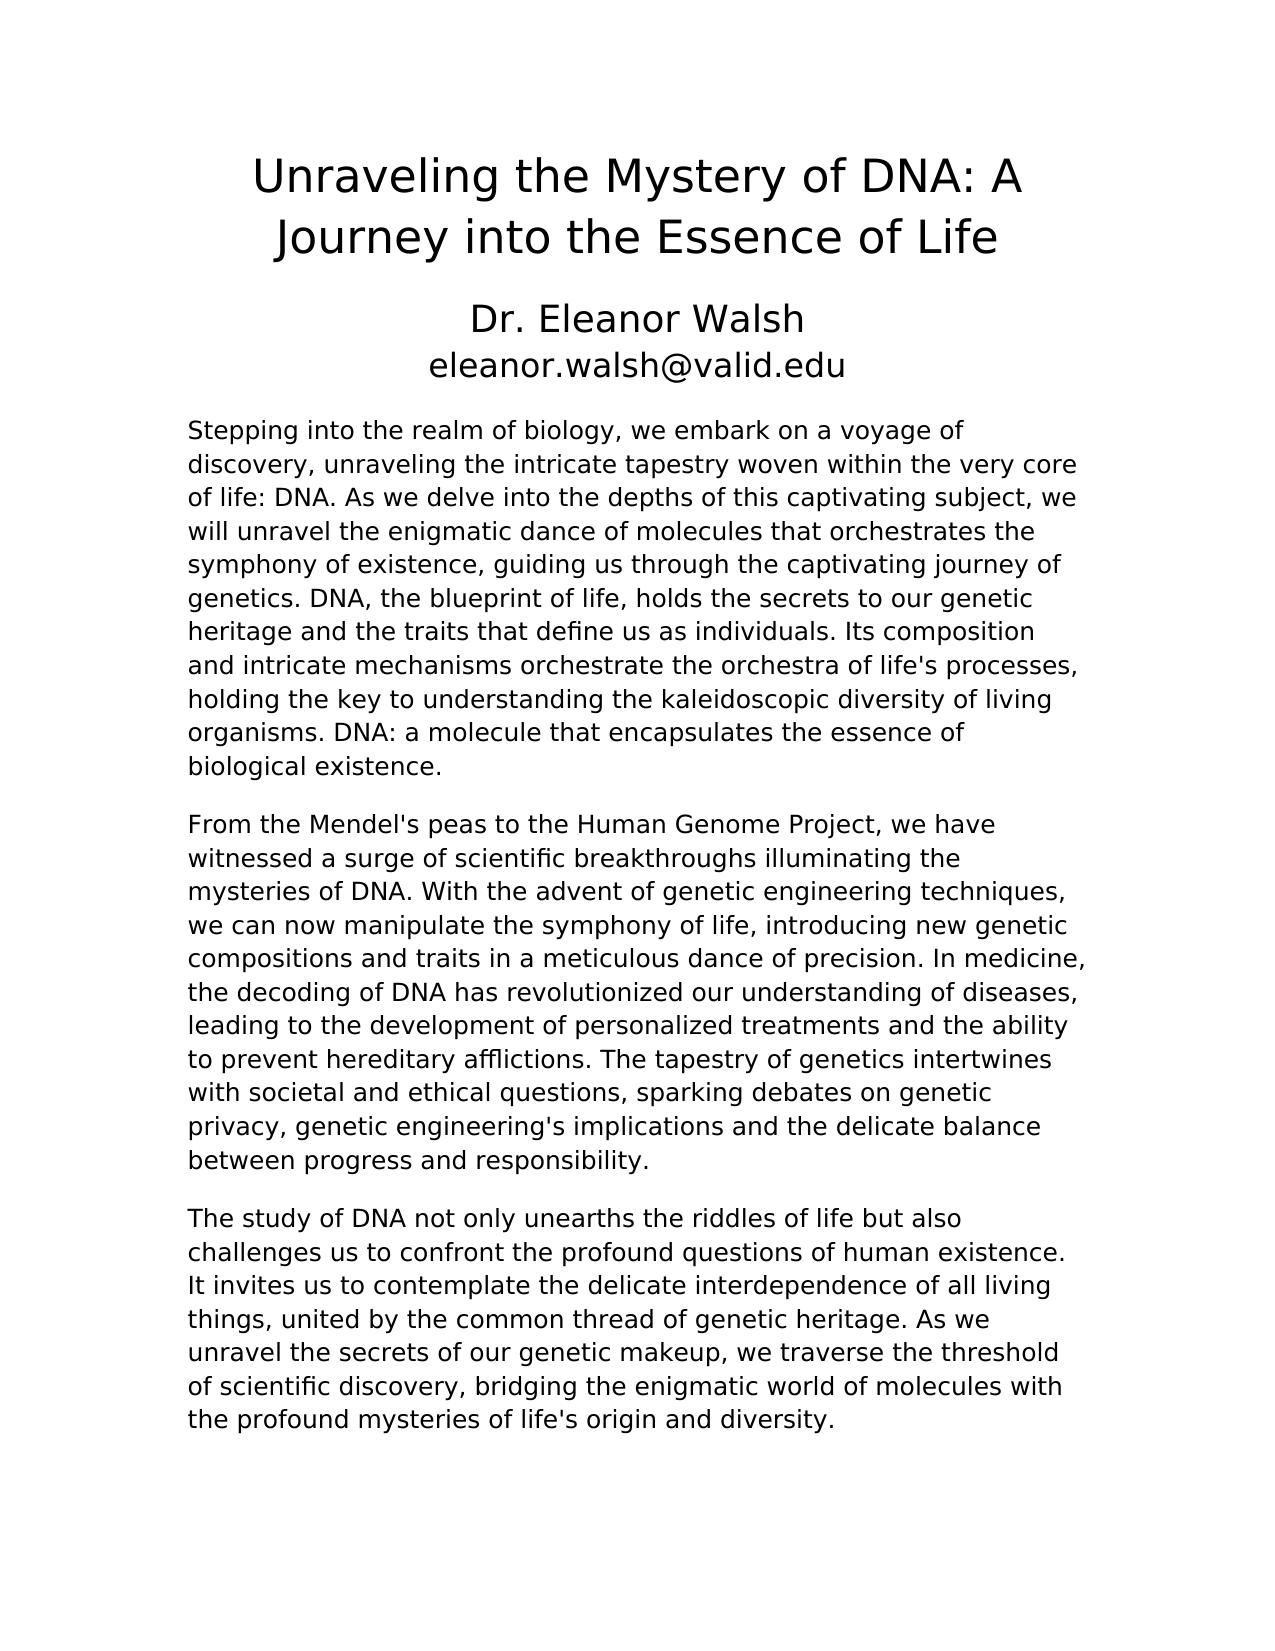 Unraveling the Mystery of DNA: A
Journey into the Essence of Life
Dr. Eleanor Walsh
eleanor.walsh@valid.edu
Stepping into the realm of biology, we embark on a voyage of
discovery, unraveling the intricate tapestry woven within the very core
of life: DNA. As we delve into the depths of this captivating subject, we
will unravel the enigmatic dance of molecules that orchestrates the
symphony of existence, guiding us through the captivating journey of
genetics. DNA, the blueprint of life, holds the secrets to our genetic
heritage and the traits that define us as individuals. Its composition
and intricate mechanisms orchestrate the orchestra of life's processes,
holding the key to understanding the kaleidoscopic diversity of living
organisms. DNA: a molecule that encapsulates the essence of
biological existence.
From the Mendel's peas to the Human Genome Project, we have
witnessed a surge of scientific breakthroughs illuminating the
mysteries of DNA. With the advent of genetic engineering techniques,
we can now manipulate the symphony of life, introducing new genetic
compositions and traits in a meticulous dance of precision. In medicine,
the decoding of DNA has revolutionized our understanding of diseases,
leading to the development of personalized treatments and the ability
to prevent hereditary afflictions. The tapestry of genetics intertwines
with societal and ethical questions, sparking debates on genetic
privacy, genetic engineering's implications and the delicate balance
between progress and responsibility.
The study of DNA not only unearths the riddles of life but also
challenges us to confront the profound questions of human existence.
It invites us to contemplate the delicate interdependence of all living
things, united by the common thread of genetic heritage. As we
unravel the secrets of our genetic makeup, we traverse the threshold
of scientific discovery, bridging the enigmatic world of molecules with
the profound mysteries of life's origin and diversity.